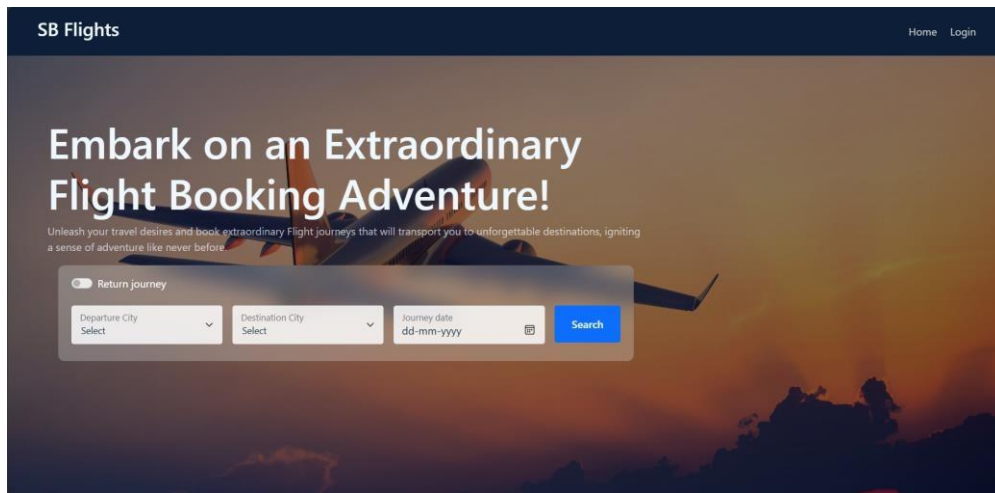 SB Flights
Home Login
Embark on an Extraordinary
Flight Booking Adventure!
Unleash your travel desires and book extraordinary Flight journeys that will transport you to unforgettable destinations, igniting
a sense of adventure like never before.
Return journey
Departure City
Select
Destination City
Select
Journey date
dd-mm-yyyy
Search